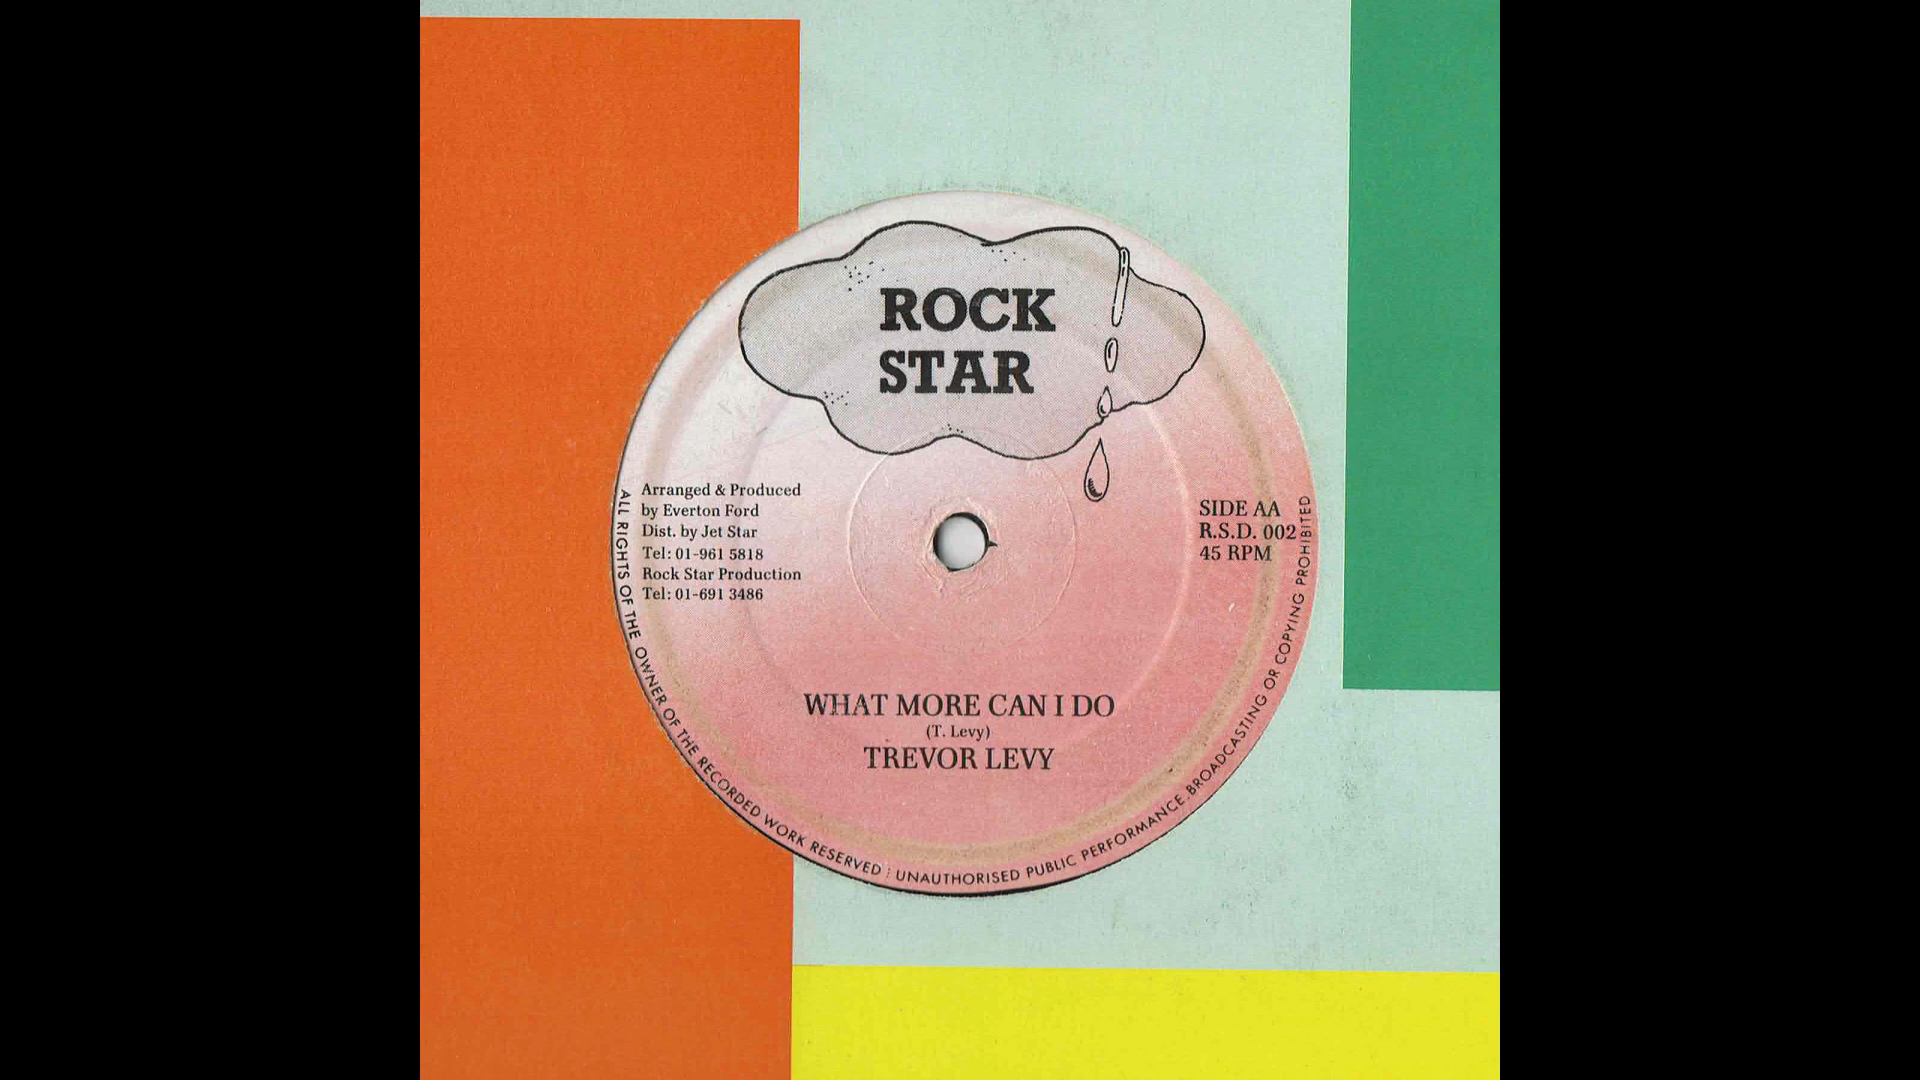 ROCK
STAR
Arranged & Produced
by Everton Ford
Dist. by Jet Star
Tel: 01-961 5818
Rock Star Production
Tel: 01-691 3486
SIDE AA
R.S.D. 002
45 RPM
WHAT MORE CAN I DO
(T. Levy)
TREVOR LEVY
ALL RIGHTS OF THE OWNER OF THE RECORDED WORK RESERVED : UNAUTHORISED PUBLIC PERFORMANCE. BROADCASTING OR COPYING PROHIBITED